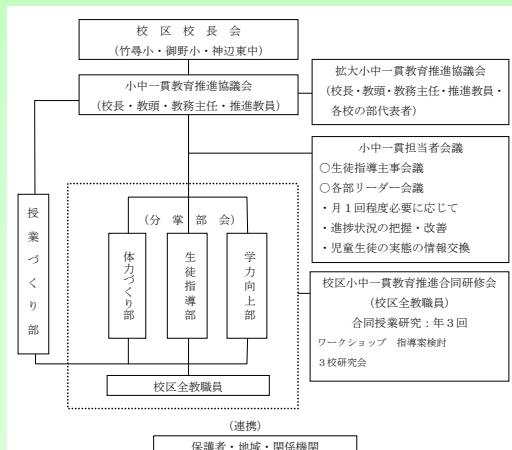 校区校長会
(竹尋小・御野小・神辺東中)
小中一貫教育推進協議会
(校長・教頭・教務主任・推進教員)
拡大小中一貫教育推進協議会
(校長・教頭・教務主任・推進教員・
各校の部代表者)
小中一貫担当者会議
○生徒指導主事会議
○各部リーダー会議
・月1回程度必要に応じて
・進捗状況の把握・改善
・児童生徒の実態の情報交換
授業づくり部
(分掌部会)
体力づくり部
生徒指導部
学力向上部
校区小中一貫教育推進合同研修会
(校区全教職員)
合同授業研究:年3回
ワークショップ 指導案検討
3校研究会
校区全教職員
(連携)
保護者・地域・関係機関